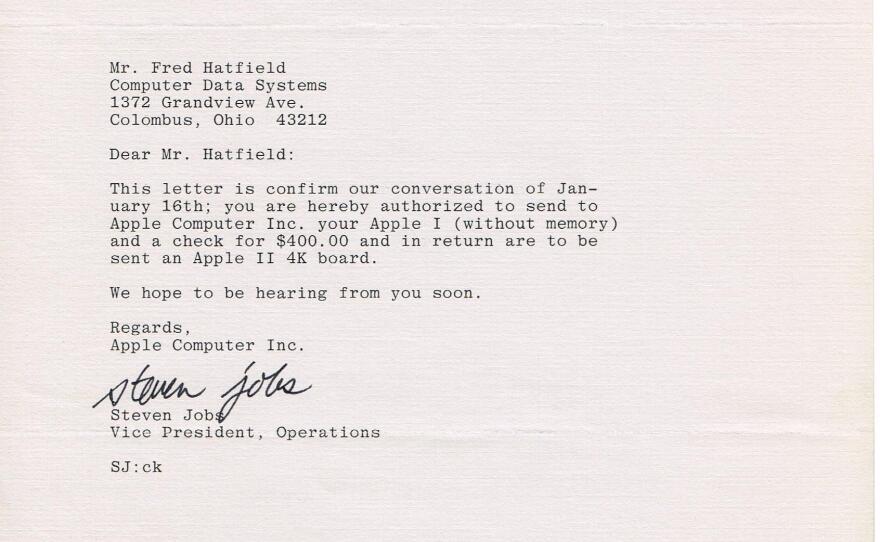 Mr. Fred Hatfield
Computer Data Systems
1372 Grandview Ave.
Colombus, Ohio  43212
Dear Mr. Hatfield:
This letter is confirm our conversation of Jan-
uary 16th; you are hereby authorized to send to
Apple Computer Inc. your Apple I (without memory)
and a check for $400.00 and in return are to be
sent an Apple II 4K board.
We hope to be hearing from you soon.
Regards,
Apple Computer Inc.
steven jobs
Steven Jobs
Vice President, Operations
SJ:ck